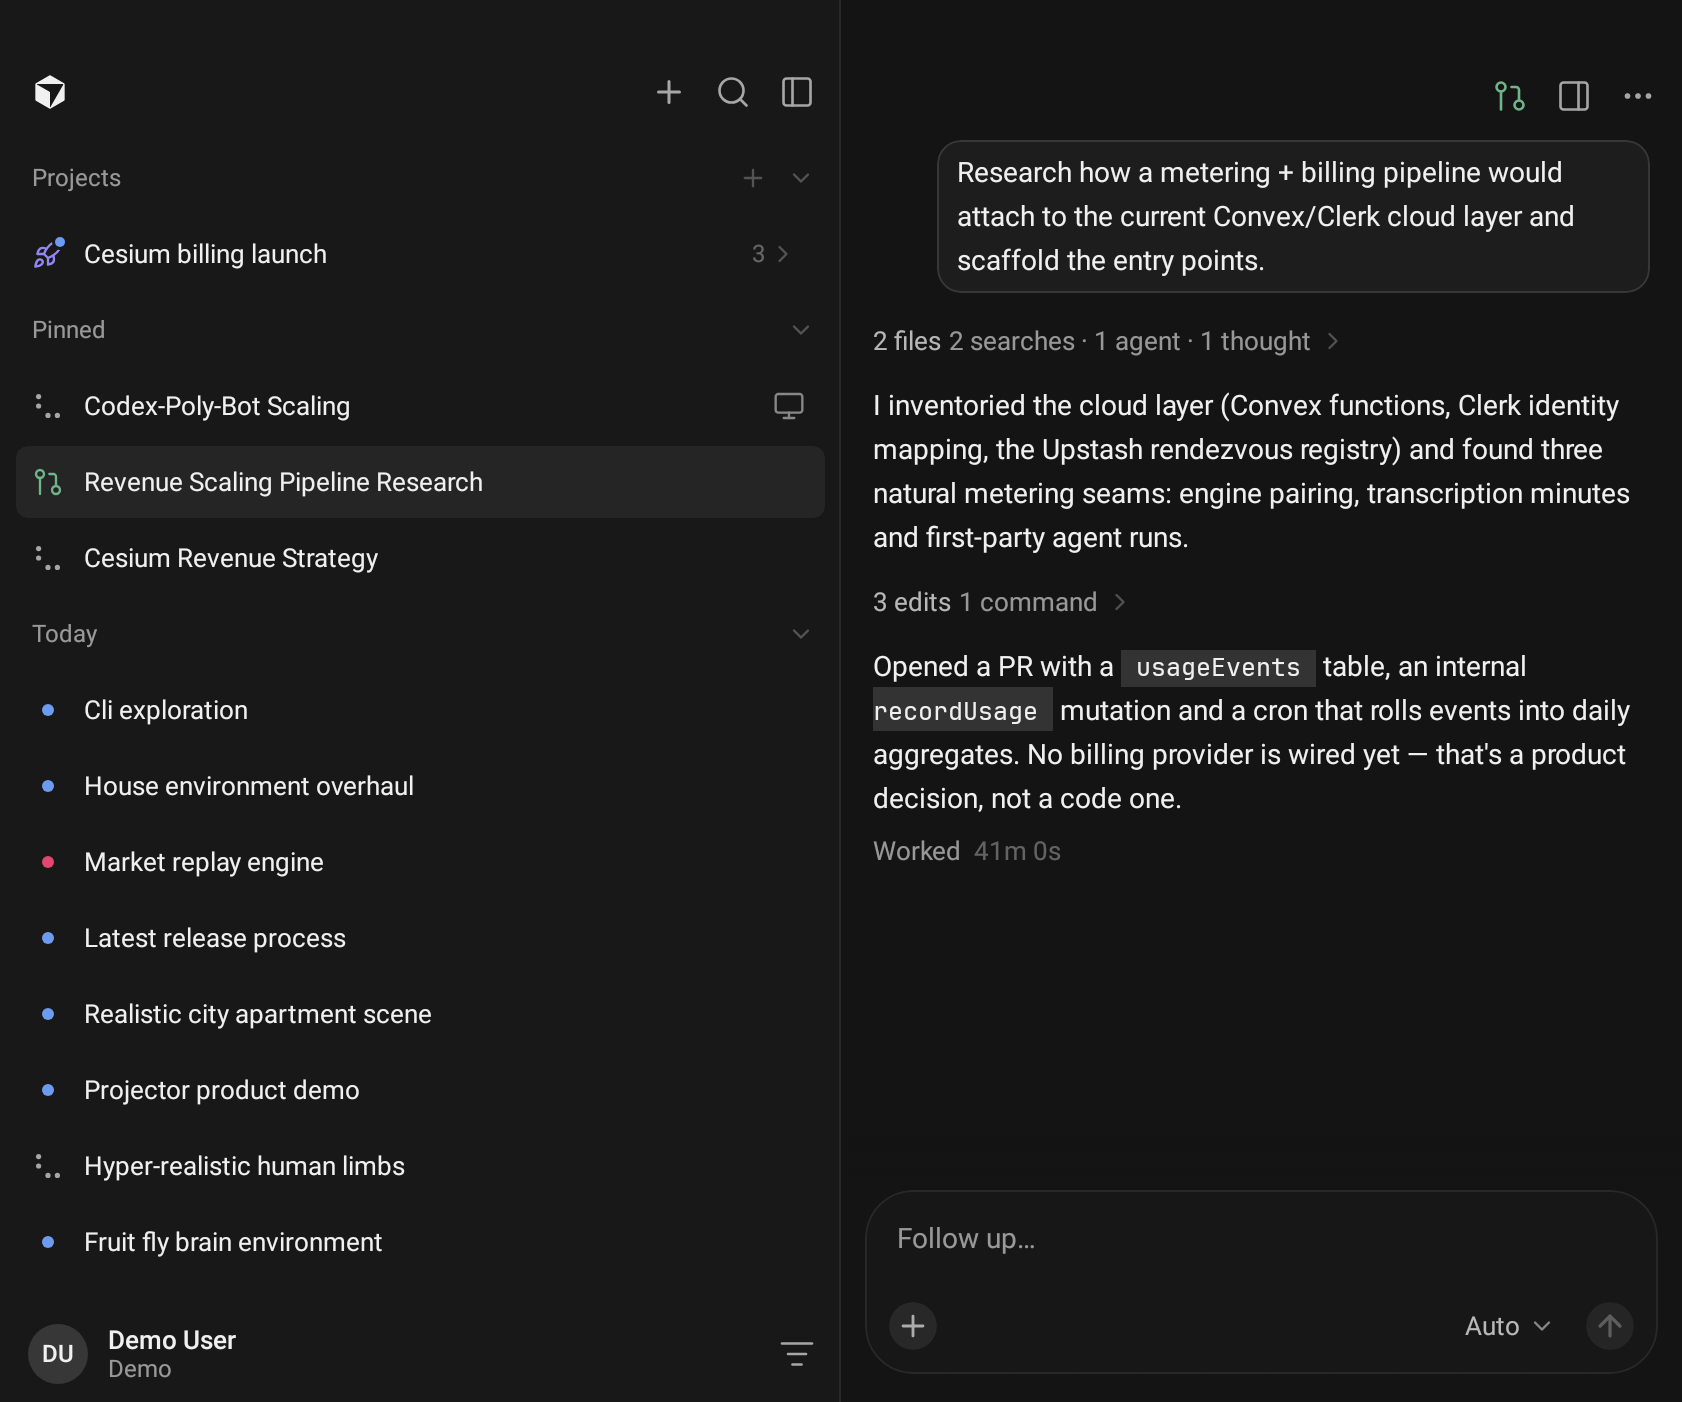 Projects
Cesium billing launch
3
Pinned
Codex-Poly-Bot Scaling
Revenue Scaling Pipeline Research
Cesium Revenue Strategy
Today
Cli exploration
House environment overhaul
Market replay engine
Latest release process
Realistic city apartment scene
Projector product demo
Hyper-realistic human limbs
Fruit fly brain environment
DU
Demo User
Demo
Research how a metering + billing pipeline would
attach to the current Convex/Clerk cloud layer and
scaffold the entry points.
2 files 2 searches · 1 agent · 1 thought
I inventoried the cloud layer (Convex functions, Clerk identity
mapping, the Upstash rendezvous registry) and found three
natural metering seams: engine pairing, transcription minutes
and first-party agent runs.
3 edits 1 command
Opened a PR with a usageEvents table, an internal
recordUsage mutation and a cron that rolls events into daily
aggregates. No billing provider is wired yet — that's a product
decision, not a code one.
Worked 41m 0s
Follow up…
Auto